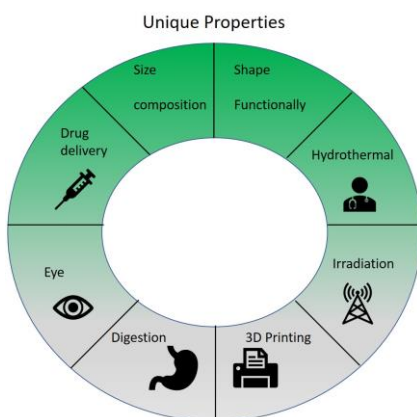 Unique Properties
Size
composition
Shape
Functionally
Drug
delivery
Hydrothermal
Eye
Irradiation
Digestion
3D Printing